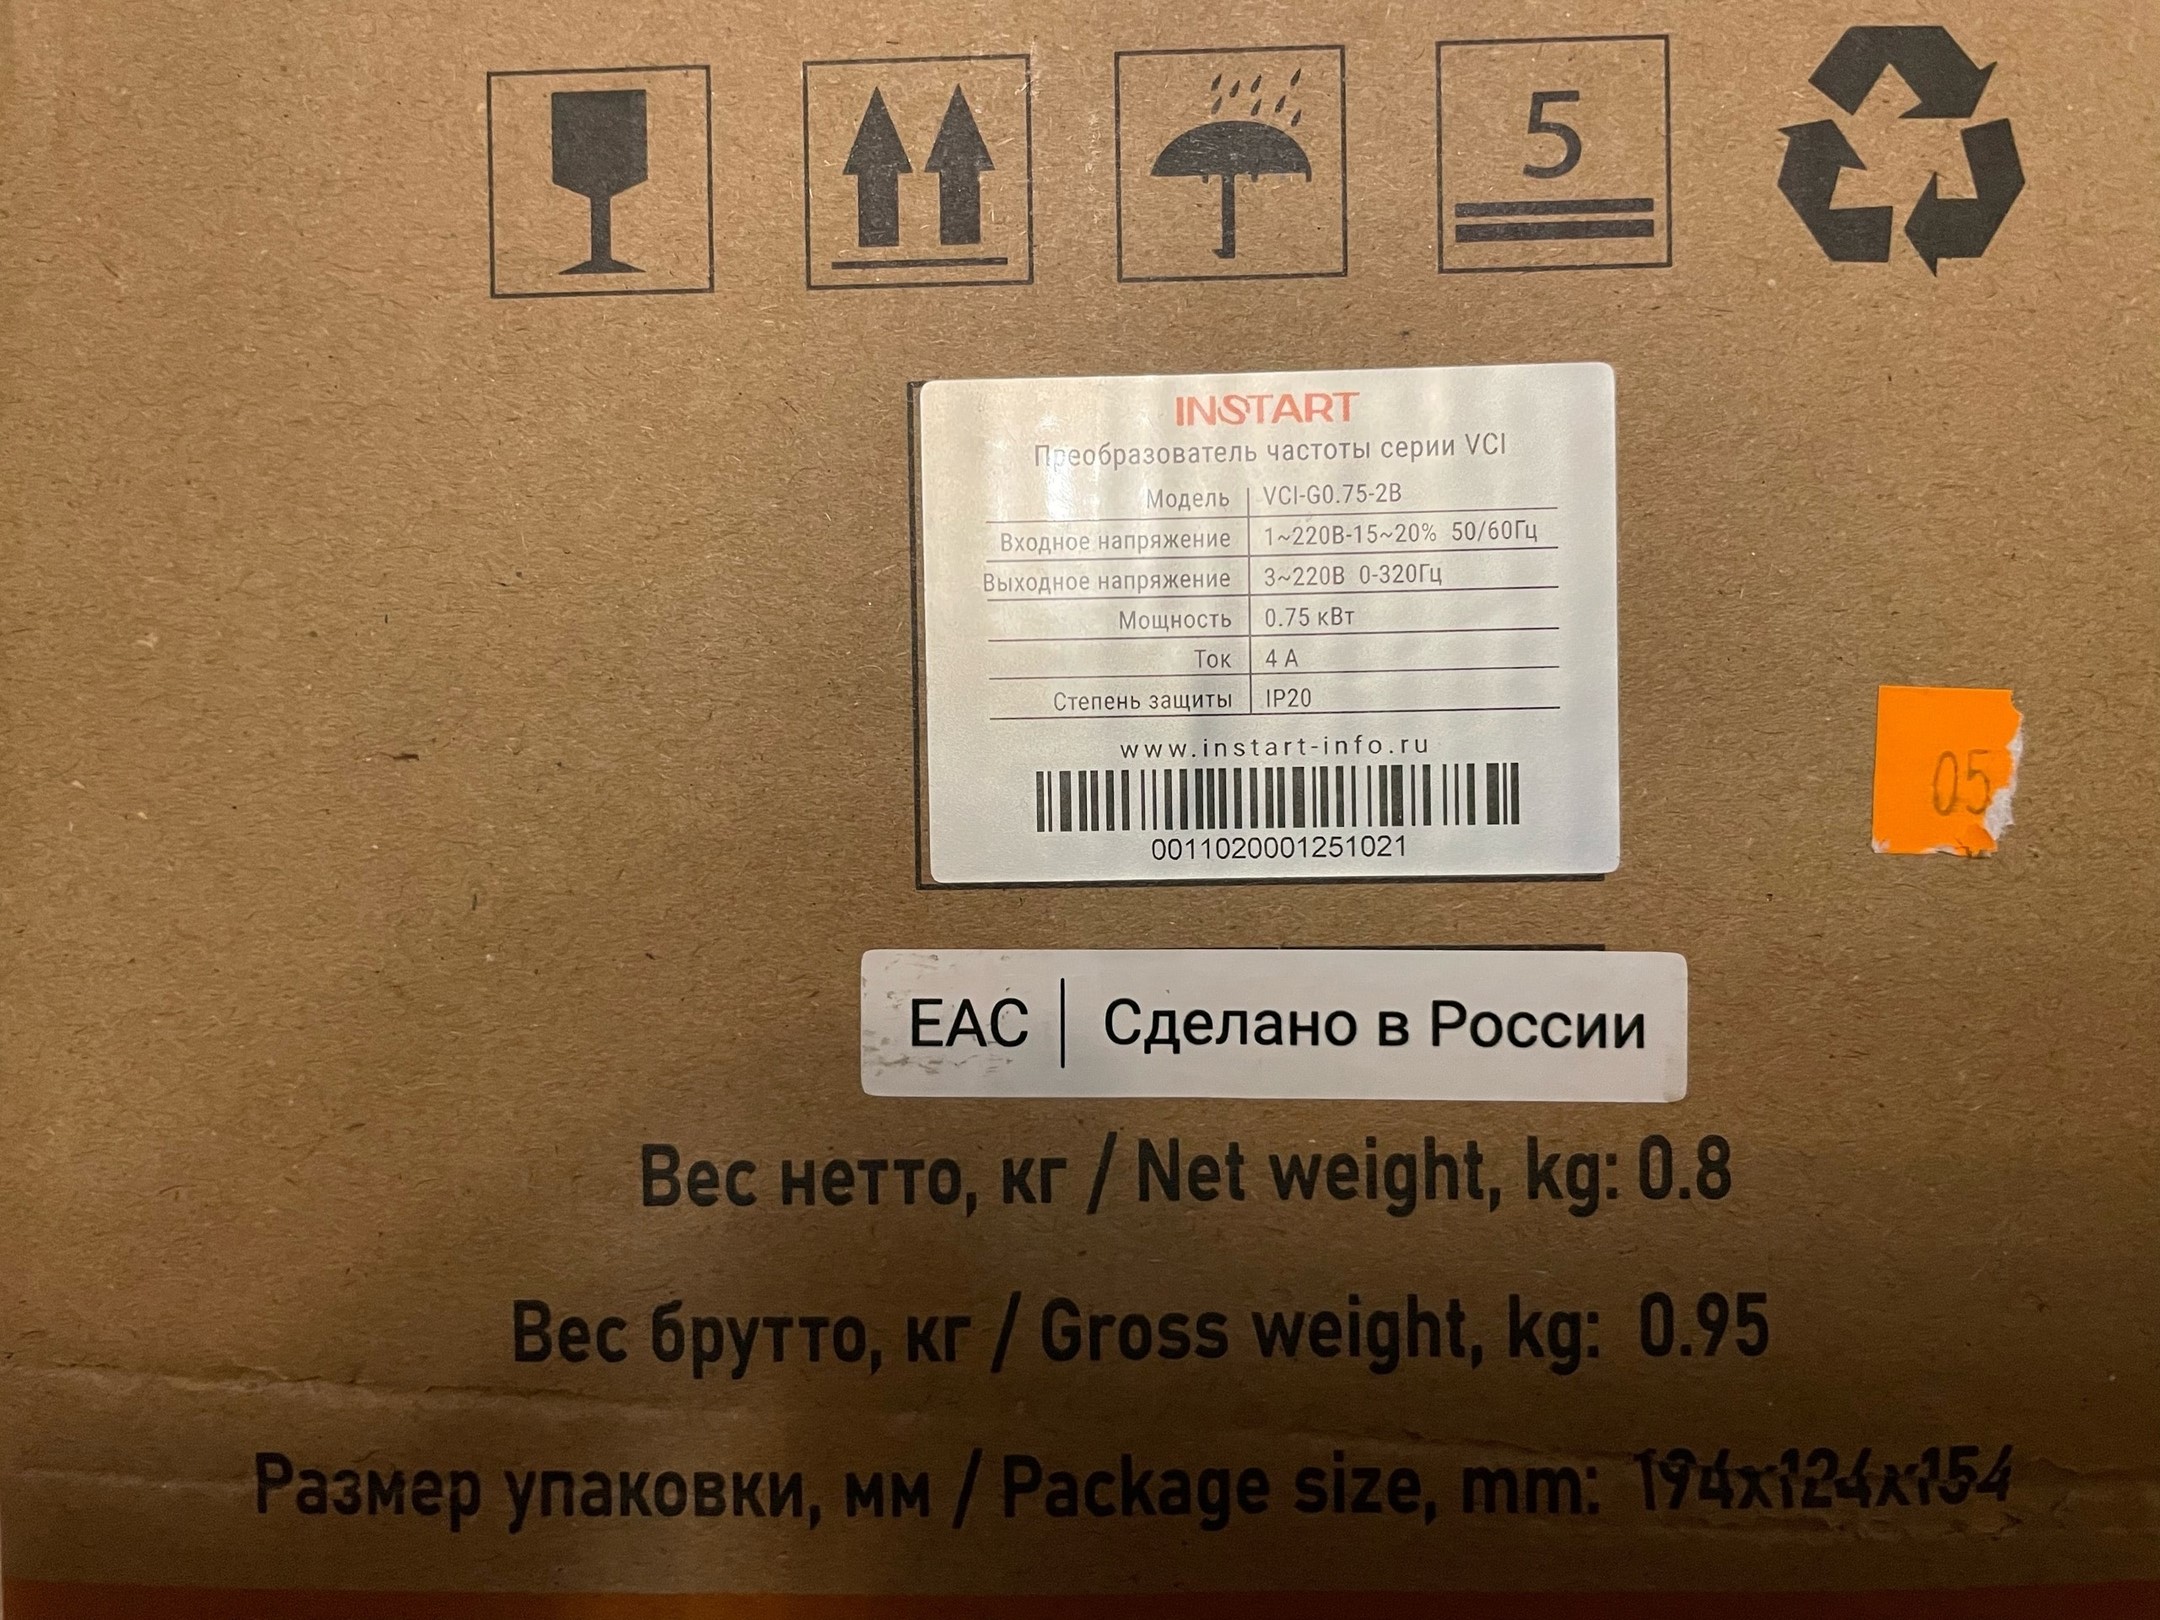 5
INSTART
Преобразователь частоты серии VCI
Модель VCI-G0.75-2B
Входное напряжение 1~220В-15~20% 50/60Гц
Выходное напряжение 3~220В 0-320Гц
Мощность 0.75 кВт
Ток 4 А
Степень защиты IP20
www.instart-info.ru
0011020001251021
05
EAC Сделано в России
Вес нетто, кг / Net weight, kg: 0.8
Вес брутто, кг / Gross weight, kg: 0.95
Размер упаковки, мм / Package size, mm: 194x124x154